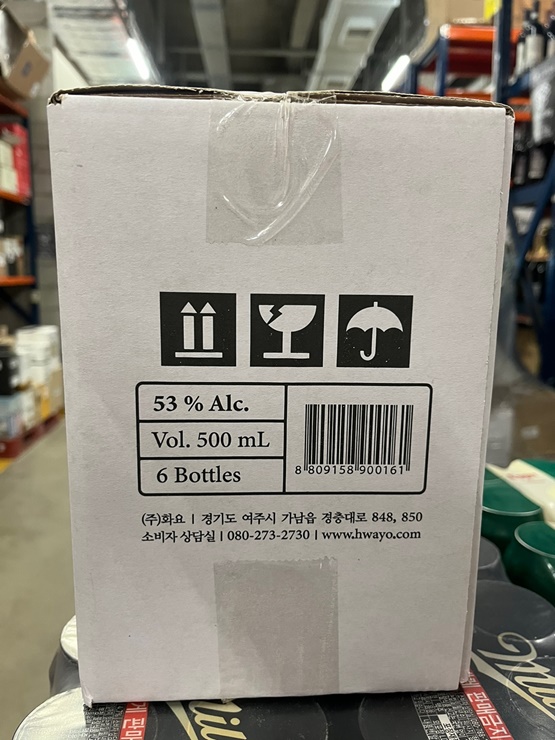 53 % Alc.
Vol. 500 mL
6 Bottles
8 809158 900161
(주)화요 | 경기도 여주시 가남읍 경충대로 848, 850
소비자 상담실 | 080-273-2730 | www.hwayo.com